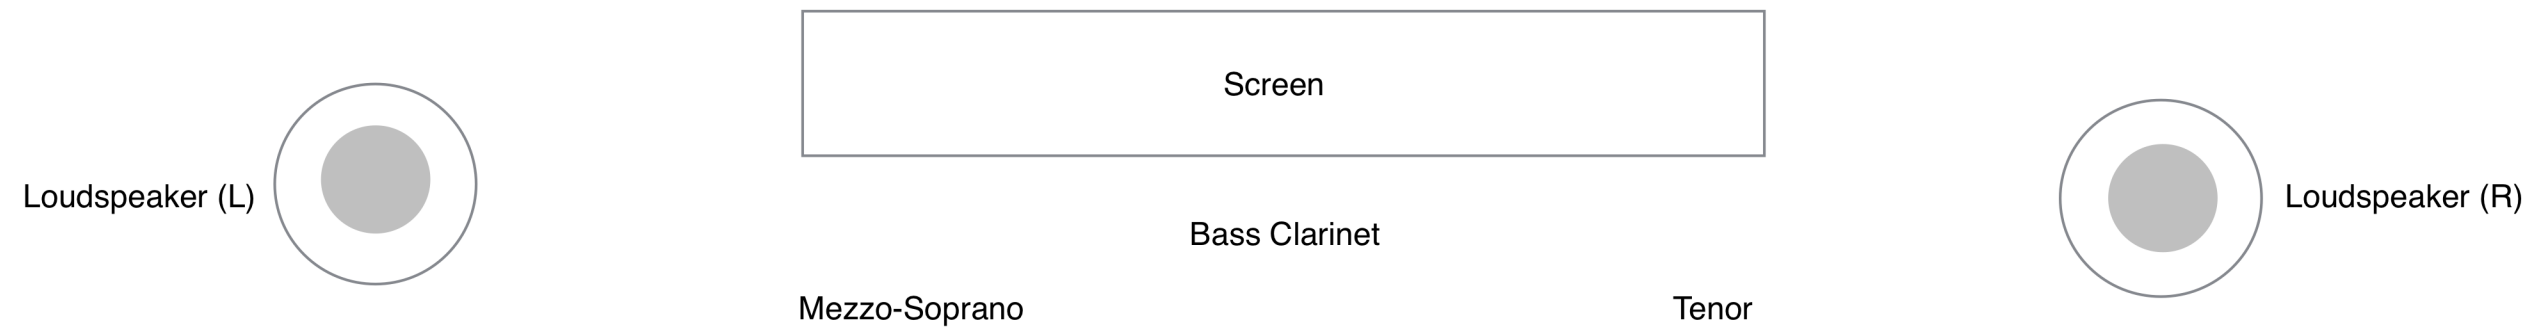 Screen
Loudspeaker (L)
Loudspeaker (R)
Bass Clarinet
Mezzo-Soprano
Tenor